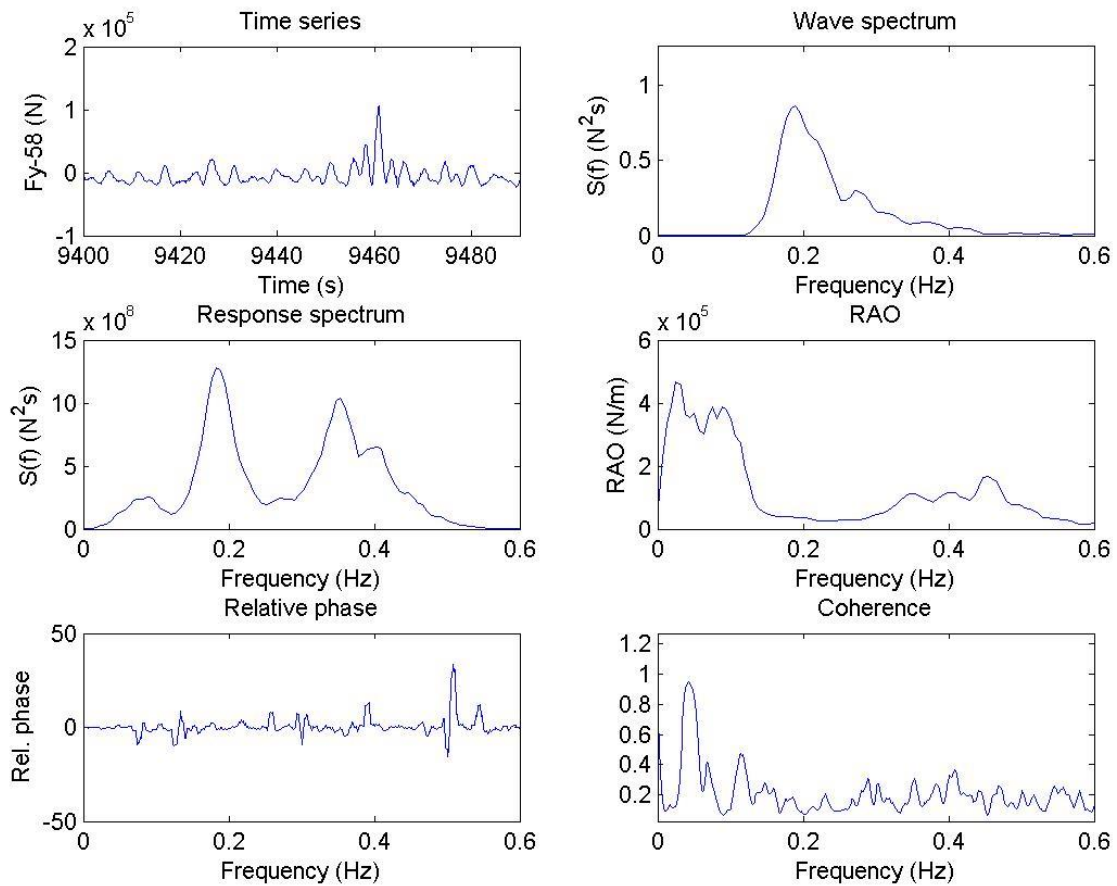 Time series
x 10^5
2
1
0
-1
Fy-58 (N)
9400 9420 9440 9460 9480
Time (s)
Wave spectrum
1
0.5
0
S(f) (N^2s)
0 0.2 0.4 0.6
Frequency (Hz)
Response spectrum
x 10^8
15
10
5
0
S(f) (N^2s)
0 0.2 0.4 0.6
Frequency (Hz)
RAO
x 10^5
6
4
2
0
RAO (N/m)
0 0.2 0.4 0.6
Frequency (Hz)
Relative phase
50
0
-50
Rel. phase
0 0.2 0.4 0.6
Frequency (Hz)
Coherence
1.2
1
0.8
0.6
0.4
0.2
0 0.2 0.4 0.6
Frequency (Hz)